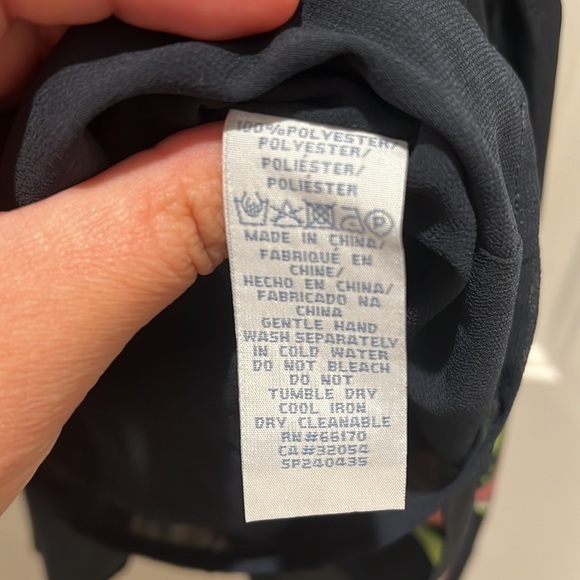 100%POLYESTER/
POLYESTER/
POLIÉSTER/
POLIÉSTER
P
MADE IN CHINA/
FABRIQUÉ EN
CHINE/
HECHO EN CHINA/
FABRICADO NA
CHINA
GENTLE HAND
WASH SEPARATELY
IN COLD WATER
DO NOT BLEACH
DO NOT
TUMBLE DRY
COOL IRON
DRY CLEANABLE
RN#66170
CA#32054
SP240435